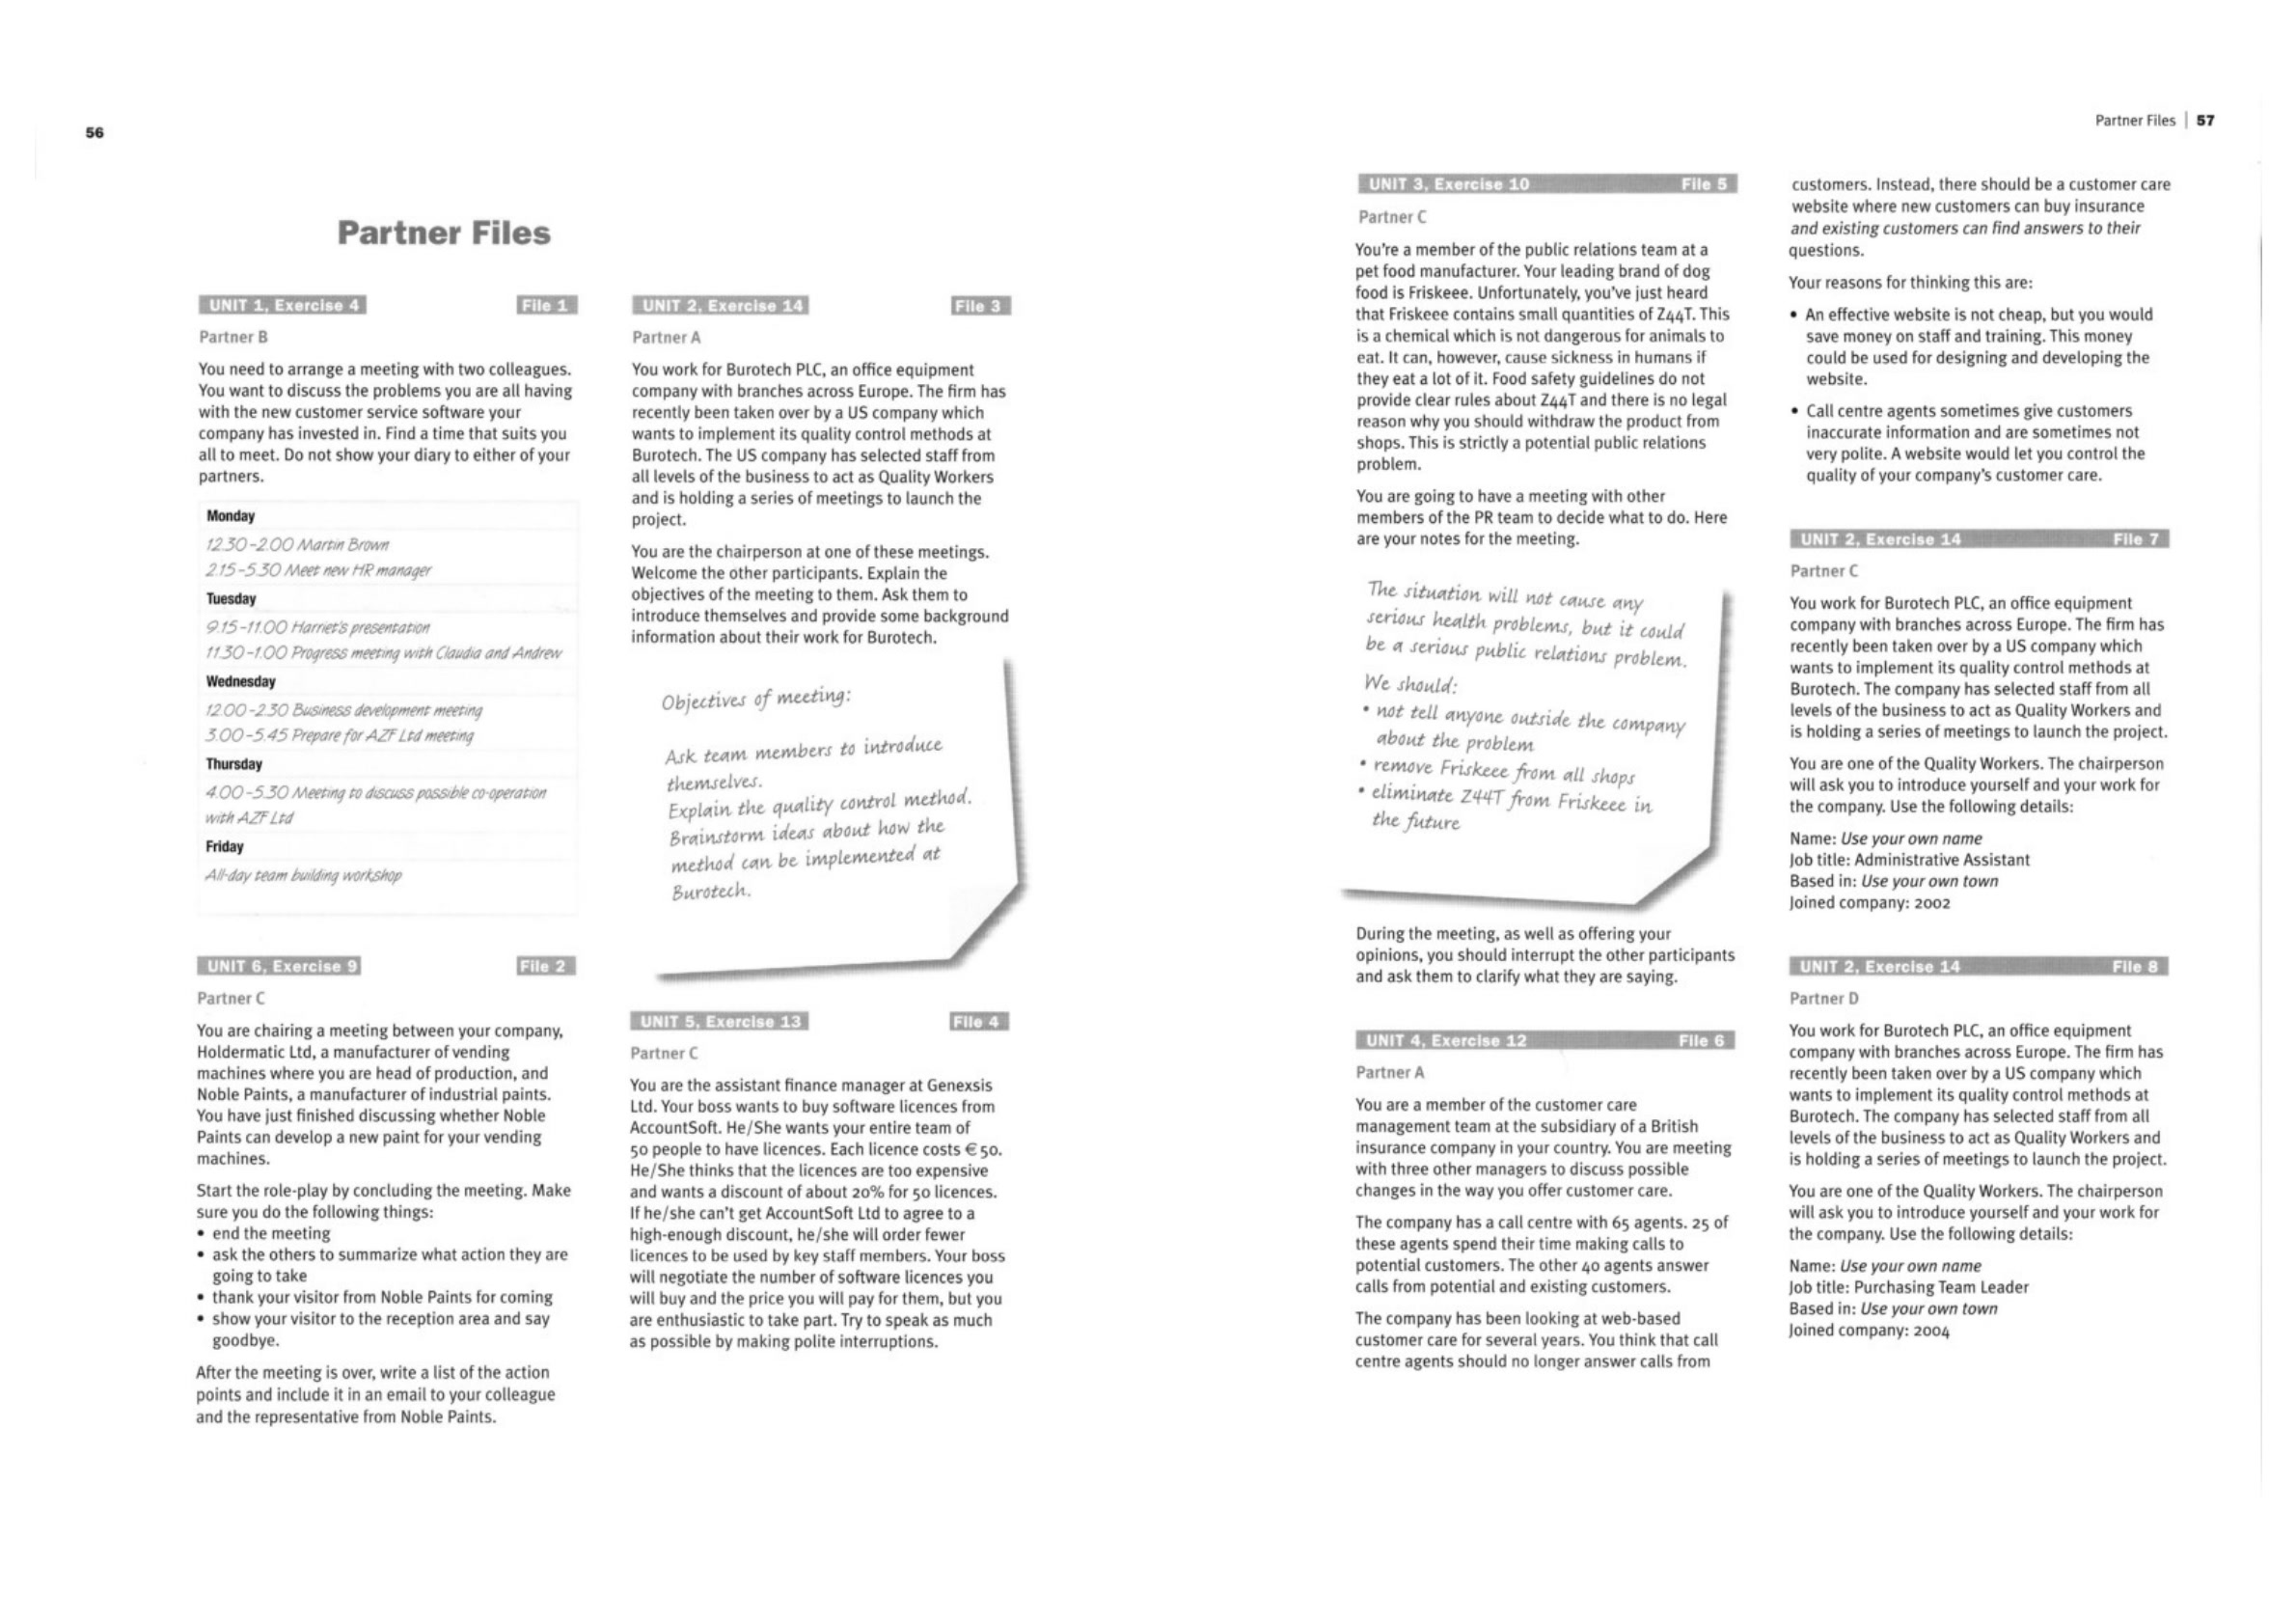 56
Partner Files
UNIT 1, Exercise 4 File 1
Partner B
You need to arrange a meeting with two colleagues.
You want to discuss the problems you are all having
with the new customer service software your
company has invested in. Find a time that suits you
all to meet. Do not show your diary to either of your
partners.
Monday
12.30–2.00 Martin Brown
2.15–5.30 Meet new HR manager
Tuesday
9.15–11.00 Harriet's presentation
11.30–1.00 Progress meeting with Claudia and Andrew
Wednesday
12.00–2.30 Business development meeting
3.00–5.45 Prepare for AZF Ltd meeting
Thursday
4.00–5.30 Meeting to discuss possible co-operation
with AZF Ltd
Friday
All-day team building workshop
UNIT 6, Exercise 9 File 2
Partner C
You are chairing a meeting between your company,
Holdermatic Ltd, a manufacturer of vending
machines where you are head of production, and
Noble Paints, a manufacturer of industrial paints.
You have just finished discussing whether Noble
Paints can develop a new paint for your vending
machines.
Start the role-play by concluding the meeting. Make
sure you do the following things:
• end the meeting
• ask the others to summarize what action they are
going to take
• thank your visitor from Noble Paints for coming
• show your visitor to the reception area and say
goodbye.
After the meeting is over, write a list of the action
points and include it in an email to your colleague
and the representative from Noble Paints.
UNIT 2, Exercise 14 File 3
Partner A
You work for Burotech PLC, an office equipment
company with branches across Europe. The firm has
recently been taken over by a US company which
wants to implement its quality control methods at
Burotech. The US company has selected staff from
all levels of the business to act as Quality Workers
and is holding a series of meetings to launch the
project.
You are the chairperson at one of these meetings.
Welcome the other participants. Explain the
objectives of the meeting to them. Ask them to
introduce themselves and provide some background
information about their work for Burotech.
Objectives of meeting:
Ask team members to introduce
themselves.
Explain the quality control method.
Brainstorm ideas about how the
method can be implemented at
Burotech.
UNIT 5, Exercise 13 File 4
Partner C
You are the assistant finance manager at Genexsis
Ltd. Your boss wants to buy software licences from
AccountSoft. He/She wants your entire team of
50 people to have licences. Each licence costs €50.
He/She thinks that the licences are too expensive
and wants a discount of about 20% for 50 licences.
If he/she can't get AccountSoft Ltd to agree to a
high-enough discount, he/she will order fewer
licences to be used by key staff members. Your boss
will negotiate the number of software licences you
will buy and the price you will pay for them, but you
are enthusiastic to take part. Try to speak as much
as possible by making polite interruptions.
Partner Files | 57
UNIT 3, Exercise 10 File 5
Partner C
You're a member of the public relations team at a
pet food manufacturer. Your leading brand of dog
food is Friskeee. Unfortunately, you've just heard
that Friskeee contains small quantities of Z44T. This
is a chemical which is not dangerous for animals to
eat. It can, however, cause sickness in humans if
they eat a lot of it. Food safety guidelines do not
provide clear rules about Z44T and there is no legal
reason why you should withdraw the product from
shops. This is strictly a potential public relations
problem.
You are going to have a meeting with other
members of the PR team to decide what to do. Here
are your notes for the meeting.
The situation will not cause any
serious health problems, but it could
be a serious public relations problem.
We should:
• not tell anyone outside the company
about the problem
• remove Friskeee from all shops
• eliminate Z44T from Friskeee in
the future
During the meeting, as well as offering your
opinions, you should interrupt the other participants
and ask them to clarify what they are saying.
UNIT 4, Exercise 12 File 6
Partner A
You are a member of the customer care
management team at the subsidiary of a British
insurance company in your country. You are meeting
with three other managers to discuss possible
changes in the way you offer customer care.
The company has a call centre with 65 agents. 25 of
these agents spend their time making calls to
potential customers. The other 40 agents answer
calls from potential and existing customers.
The company has been looking at web-based
customer care for several years. You think that call
centre agents should no longer answer calls from
customers. Instead, there should be a customer care
website where new customers can buy insurance
and existing customers can find answers to their
questions.
Your reasons for thinking this are:
• An effective website is not cheap, but you would
save money on staff and training. This money
could be used for designing and developing the
website.
• Call centre agents sometimes give customers
inaccurate information and are sometimes not
very polite. A website would let you control the
quality of your company's customer care.
UNIT 2, Exercise 14 File 7
Partner C
You work for Burotech PLC, an office equipment
company with branches across Europe. The firm has
recently been taken over by a US company which
wants to implement its quality control methods at
Burotech. The company has selected staff from all
levels of the business to act as Quality Workers and
is holding a series of meetings to launch the project.
You are one of the Quality Workers. The chairperson
will ask you to introduce yourself and your work for
the company. Use the following details:
Name: Use your own name
Job title: Administrative Assistant
Based in: Use your own town
Joined company: 2002
UNIT 2, Exercise 14 File 8
Partner D
You work for Burotech PLC, an office equipment
company with branches across Europe. The firm has
recently been taken over by a US company which
wants to implement its quality control methods at
Burotech. The company has selected staff from all
levels of the business to act as Quality Workers and
is holding a series of meetings to launch the project.
You are one of the Quality Workers. The chairperson
will ask you to introduce yourself and your work for
the company. Use the following details:
Name: Use your own name
Job title: Purchasing Team Leader
Based in: Use your own town
Joined company: 2004